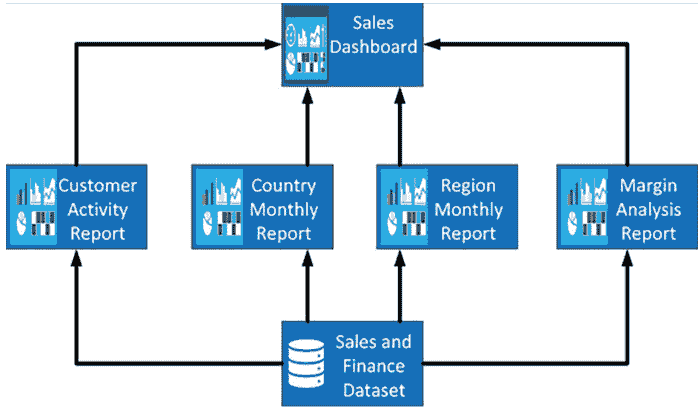 Sales
Dashboard
Customer
Activity
Report
Country
Monthly
Report
Region
Monthly
Report
Margin
Analysis
Report
Sales and
Finance
Dataset